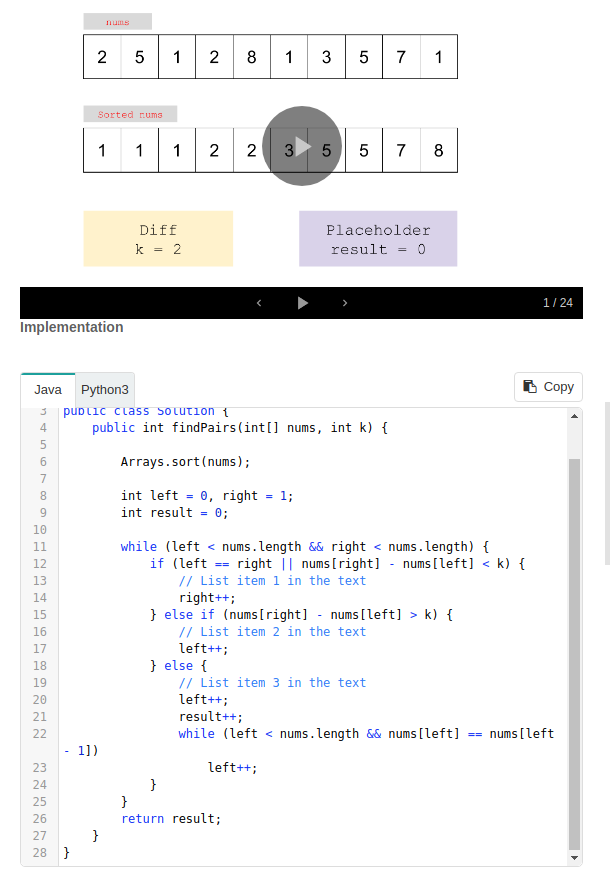 nums
2 5 1 2 8 1 3 5 7 1
Sorted nums
1 1 1 2 2 3 5 5 7 8
Diff
k = 2
Placeholder
result = 0
1 / 24
Implementation
Java Python3 Copy
3 public class Solution {
4     public int findPairs(int[] nums, int k) {
5
6         Arrays.sort(nums);
7
8         int left = 0, right = 1;
9         int result = 0;
10
11         while (left < nums.length && right < nums.length) {
12             if (left == right || nums[right] - nums[left] < k) {
13                 // List item 1 in the text
14                 right++;
15             } else if (nums[right] - nums[left] > k) {
16                 // List item 2 in the text
17                 left++;
18             } else {
19                 // List item 3 in the text
20                 left++;
21                 result++;
22                 while (left < nums.length && nums[left] == nums[left
- 1])
23                     left++;
24             }
25         }
26         return result;
27     }
28 }